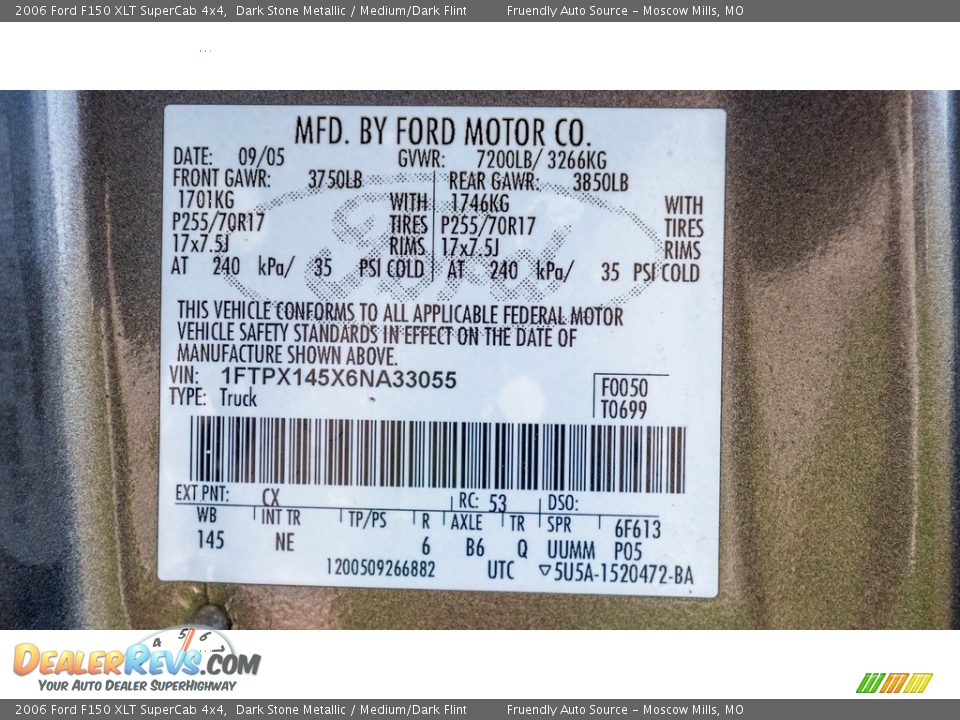 2006 Ford F150 XLT SuperCab 4x4, Dark Stone Metallic / Medium/Dark Flint Fruendly Auto Source - Moscow Mills, MO
MFD. BY FORD MOTOR CO.
DATE: 09/05 GVWR: 7200LB/ 3266KG
FRONT GAWR: 3750LB REAR GAWR: 3850LB
1701KG WITH 1746KG WITH
P255/70R17 TIRES P255/70R17 TIRES
17x7.5J RIMS 17x7.5J RIMS
AT 240 kPa/ 35 PSI COLD AT 240 kPa/ 35 PSI COLD
Ford
THIS VEHICLE CONFORMS TO ALL APPLICABLE FEDERAL MOTOR
VEHICLE SAFETY STANDARDS IN EFFECT ON THE DATE OF
MANUFACTURE SHOWN ABOVE.
VIN: 1FTPX145X6NA33055
TYPE: Truck
F0050
T0699
EXT PNT: CX RC: 53 DSO:
WB INT TR TP/PS R AXLE TR SPR 6F613
145 NE 6 B6 Q UUMM P05
1200509266882 UTC ▽5U5A-1520472-BA
4 5 6 7
DEALERREVS.COM
YOUR AUTO DEALER SUPERHIGHWAY
2006 Ford F150 XLT SuperCab 4x4, Dark Stone Metallic / Medium/Dark Flint Fruendly Auto Source - Moscow Mills, MO